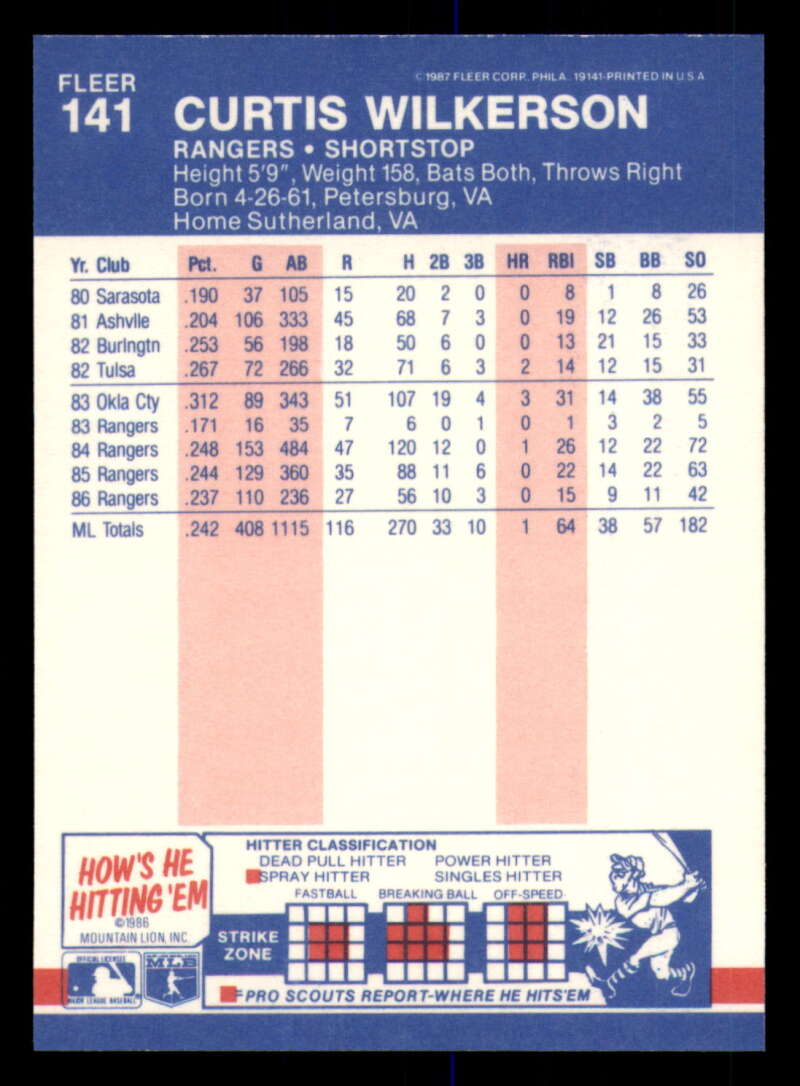 FLEER
141
© 1987 FLEER CORP. PHILA. 19141-PRINTED IN U S A
CURTIS WILKERSON
RANGERS • SHORTSTOP
Height 5'9", Weight 158, Bats Both, Throws Right
Born 4-26-61, Petersburg, VA
Home Sutherland, VA
Yr. Club Pct. G AB R H 2B 3B HR RBI SB BB SO
80 Sarasota .190 37 105 15 20 2 0 0 8 1 8 26
81 Ashvlle .204 106 333 45 68 7 3 0 19 12 26 53
82 Burlngtn .253 56 198 18 50 6 0 0 13 21 15 33
82 Tulsa .267 72 266 32 71 6 3 2 14 12 15 31
83 Okla Cty .312 89 343 51 107 19 4 3 31 14 38 55
83 Rangers .171 16 35 7 6 0 1 0 1 3 2 5
84 Rangers .248 153 484 47 120 12 0 1 26 12 22 72
85 Rangers .244 129 360 35 88 11 6 0 22 14 22 63
86 Rangers .237 110 236 27 56 10 3 0 15 9 11 42
ML Totals .242 408 1115 116 270 33 10 1 64 38 57 182
HOW'S HE
HITTING 'EM
©1986
MOUNTAIN LION, INC
OFFICIAL LICENSEE
MAJOR LEAGUE BASEBALL
MLB
HITTER CLASSIFICATION
DEAD PULL HITTER POWER HITTER
SPRAY HITTER SINGLES HITTER
FASTBALL BREAKING BALL OFF-SPEED
STRIKE
ZONE
=PRO SCOUTS REPORT-WHERE HE HITS'EM